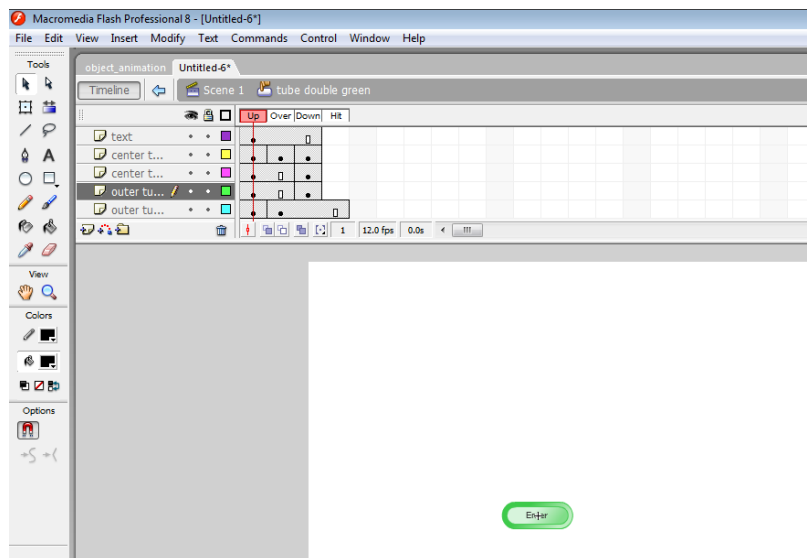 Macromedia Flash Professional 8 - [Untitled-6*]
File Edit View Insert Modify Text Commands Control Window Help
Tools
object_animation Untitled-6*
Timeline Scene 1 tube double green
Up Over Down Hit
text
center t...
center t...
outer tu...
outer tu...
1 12.0 fps 0.0s
View
Colors
Options
Enter